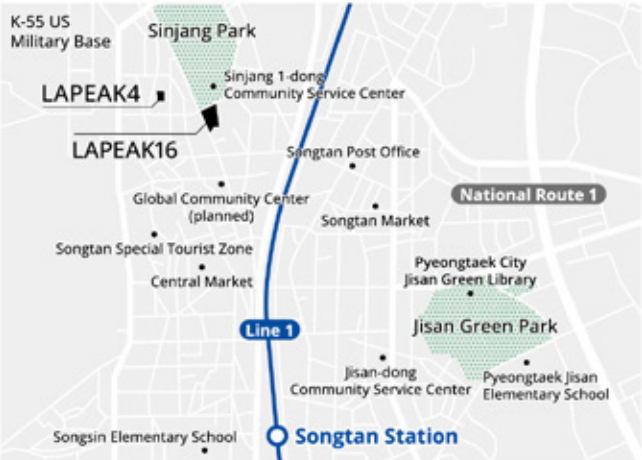 K-55 US
Military Base
Sinjang Park
Sinjang 1-dong
Community Service Center
LAPEAK4
LAPEAK16
Songtan Post Office
Global Community Center
(planned)
National Route 1
Songtan Market
Songtan Special Tourist Zone
Central Market
Pyeongtaek City
Jisan Green Library
Line 1
Jisan Green Park
Jisan-dong
Community Service Center
Pyeongtaek Jisan
Elementary School
Songsin Elementary School
Songtan Station